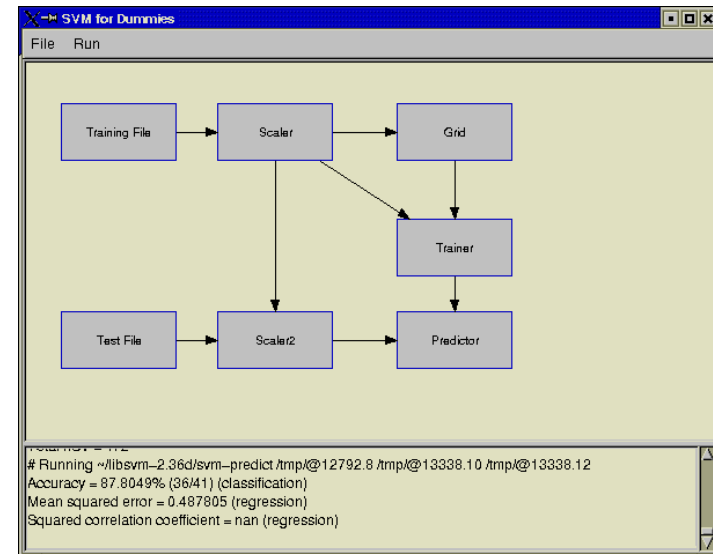 SVM for Dummies
File Run
Training File
Scaler
Grid
Trainer
Test File
Scaler2
Predictor
# Running ~/libsvm-2.36d/svm-predict /tmp/@12792.8 /tmp/@13338.10 /tmp/@13338.12
Accuracy = 87.8049% (36/41) (classification)
Mean squared error = 0.487805 (regression)
Squared correlation coefficient = nan (regression)